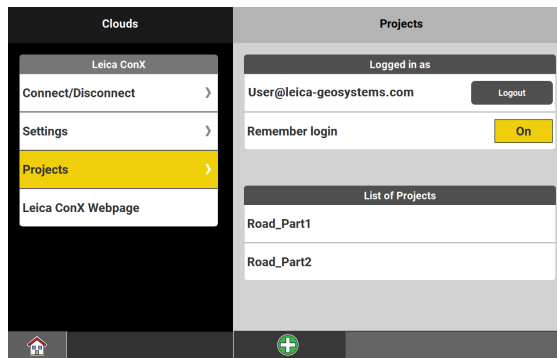 Clouds
Leica ConX
Connect/Disconnect
Settings
Projects
Leica ConX Webpage
Projects
Logged in as
User@leica-geosystems.com
Logout
Remember login
On
List of Projects
Road_Part1
Road_Part2